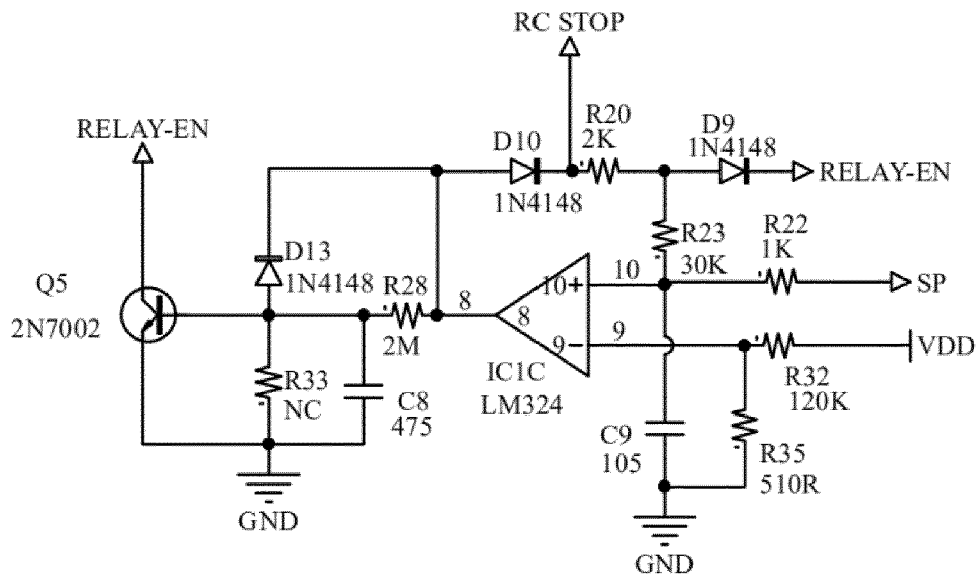 RC STOP
RELAY-EN
D10
1N4148
R20
2K
D9
1N4148
RELAY-EN
D13
1N4148
R28
2M
8
R23
30K
R22
1K
SP
Q5
2N7002
10
10+
8
9-
9
IC1C
LM324
VDD
R32
120K
R33
NC
C8
475
C9
105
R35
510R
GND
GND